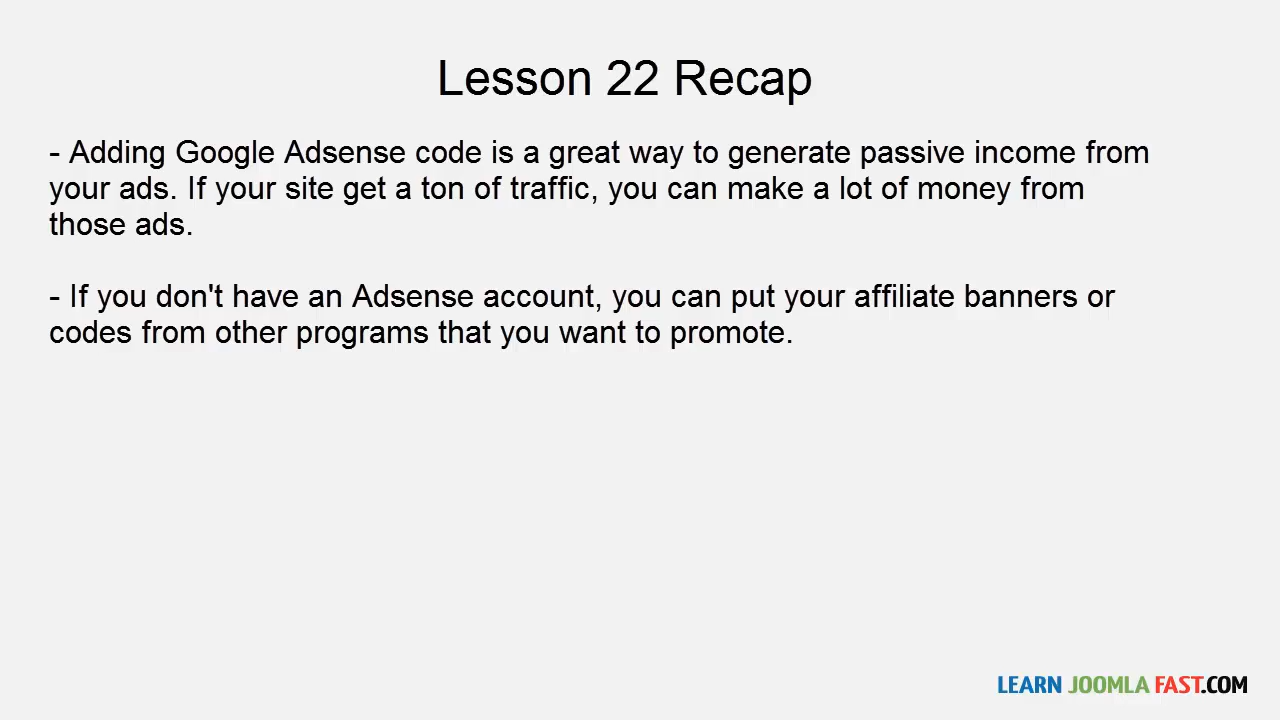 Lesson 22 Recap
- Adding Google Adsense code is a great way to generate passive income from
your ads. If your site get a ton of traffic, you can make a lot of money from
those ads.
- If you don't have an Adsense account, you can put your affiliate banners or
codes from other programs that you want to promote.
LEARN JOOMLA FAST.COM